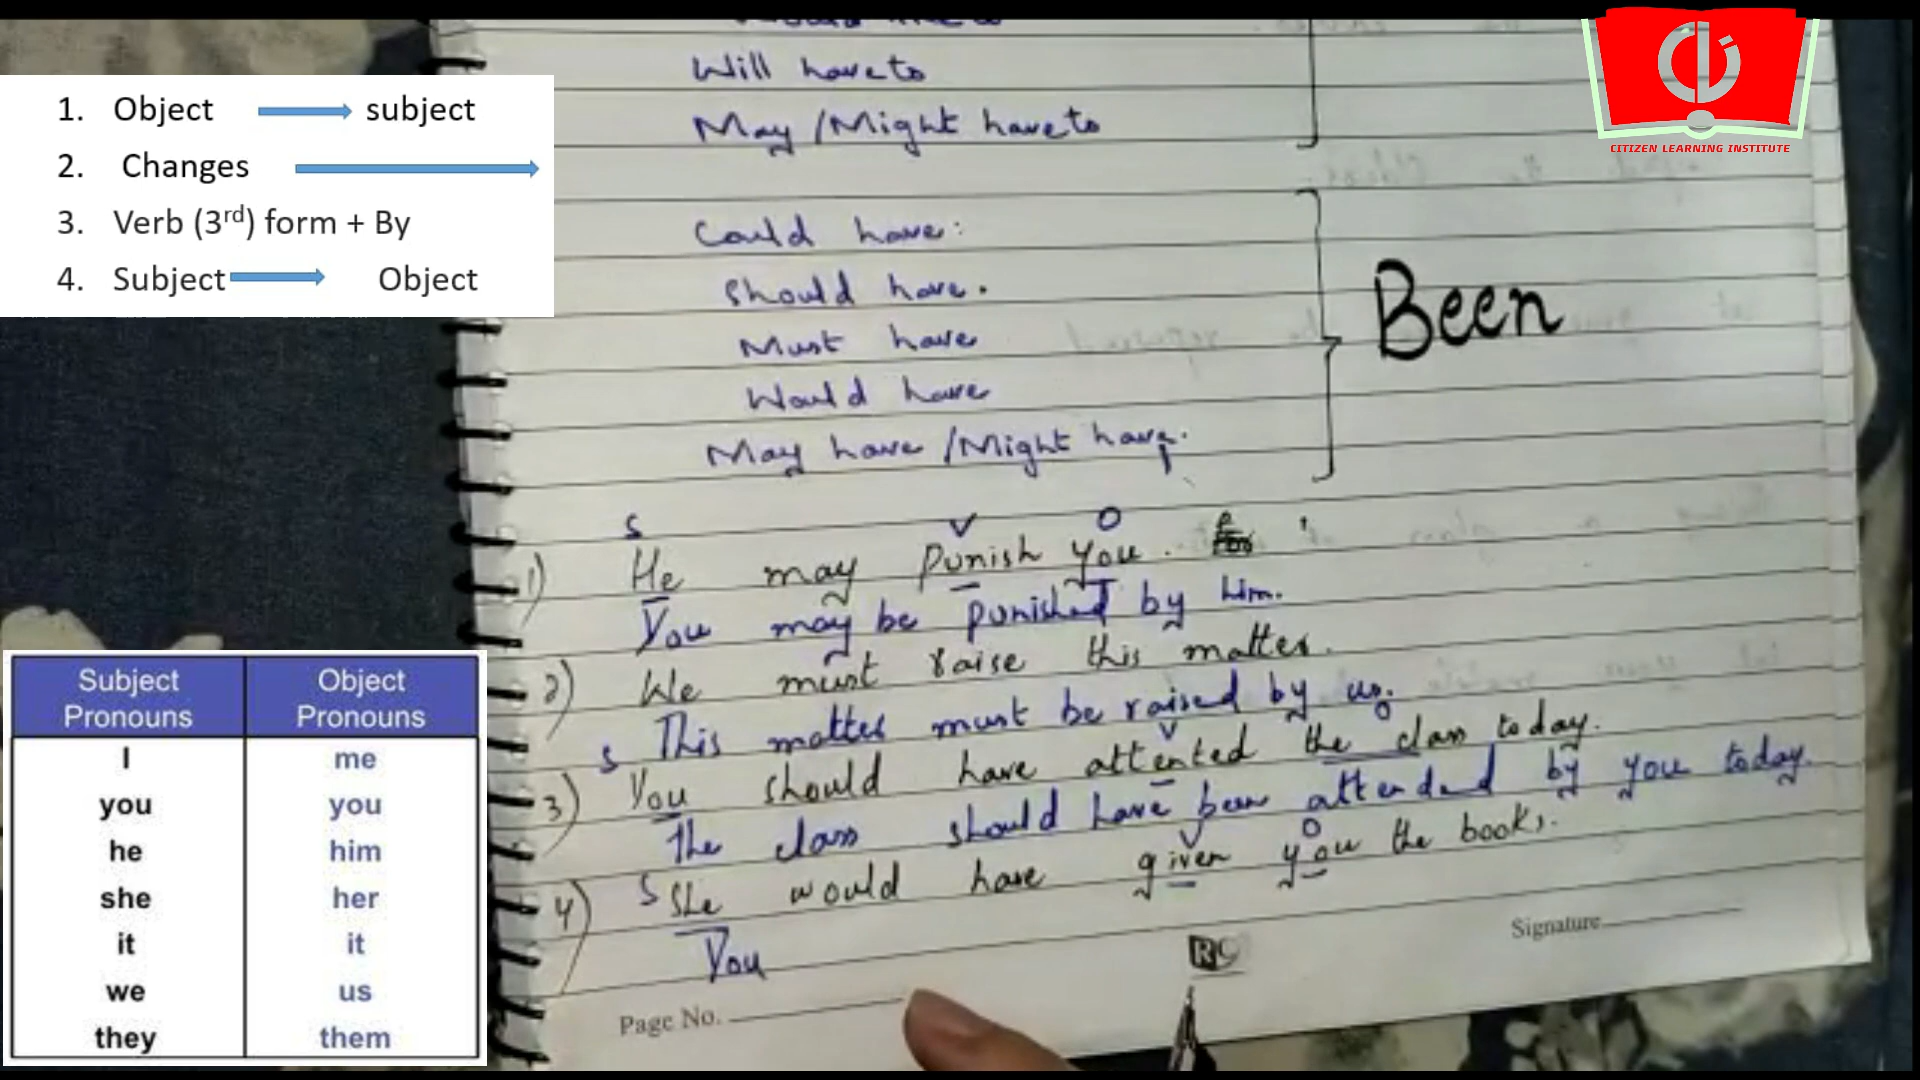 Will have to
May / Might have to
1. Object subject
2. Changes
3. Verb (3rd) form + By
4. Subject Object
CITIZEN LEARNING INSTITUTE
Could have:
Should have.
Must have
Would have
May have / Might have.
Been
S V O
1) He may punish you.
You may be punished by him.
2) We must raise this matter.
This matter must be raised by us.
S V O
3) You should have attented the class today.
The class should have been attended by you today.
S V O
4) She would have given you the books.
You
Signature
Page No.
Subject Pronouns Object Pronouns
I me
you you
he him
she her
it it
we us
they them